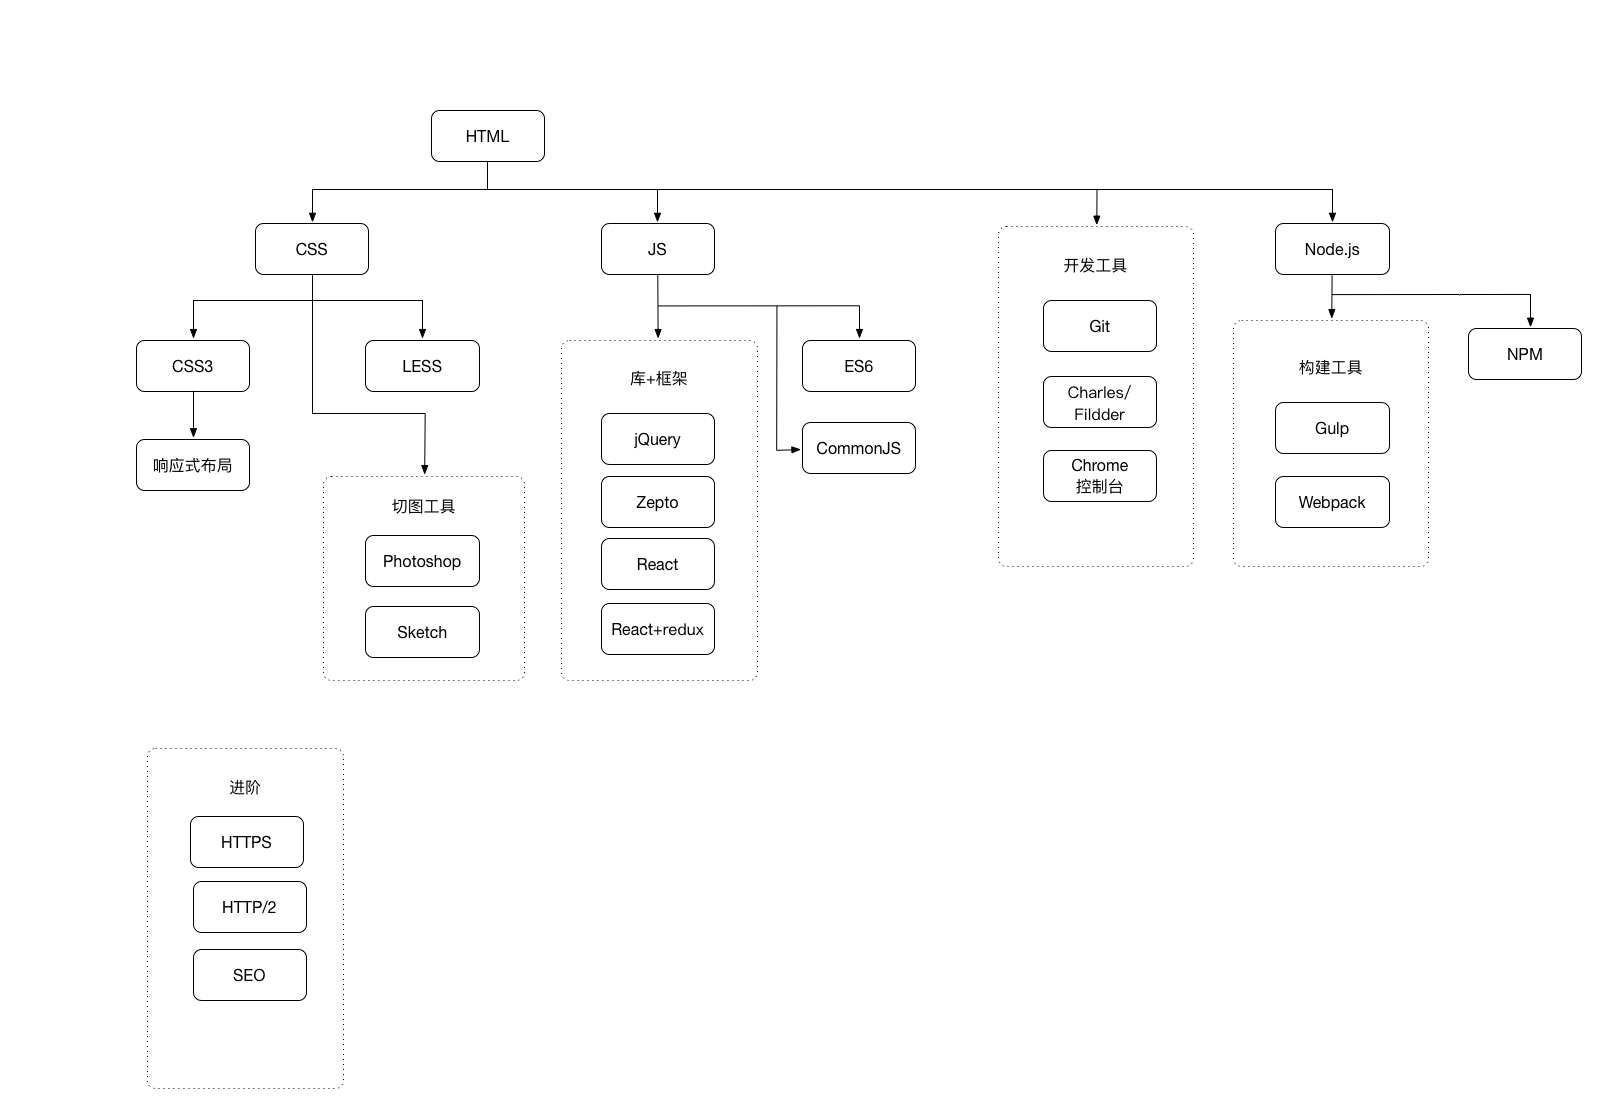 HTML
CSS
JS
开发工具
Node.js
Git
构建工具
NPM
CSS3
LESS
库+框架
ES6
Charles/
Fildder
Gulp
jQuery
CommonJS
响应式布局
Chrome
控制台
Webpack
切图工具
Zepto
Photoshop
React
Sketch
React+redux
进阶
HTTPS
HTTP/2
SEO